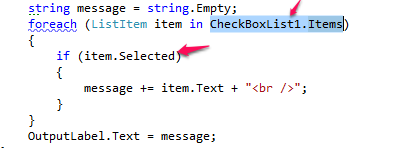 string message = string.Empty;
foreach (ListItem item in CheckBoxList1.Items)
{
if (item.Selected)
{
message += item.Text + "<br />";
}
}
OutputLabel.Text = message;